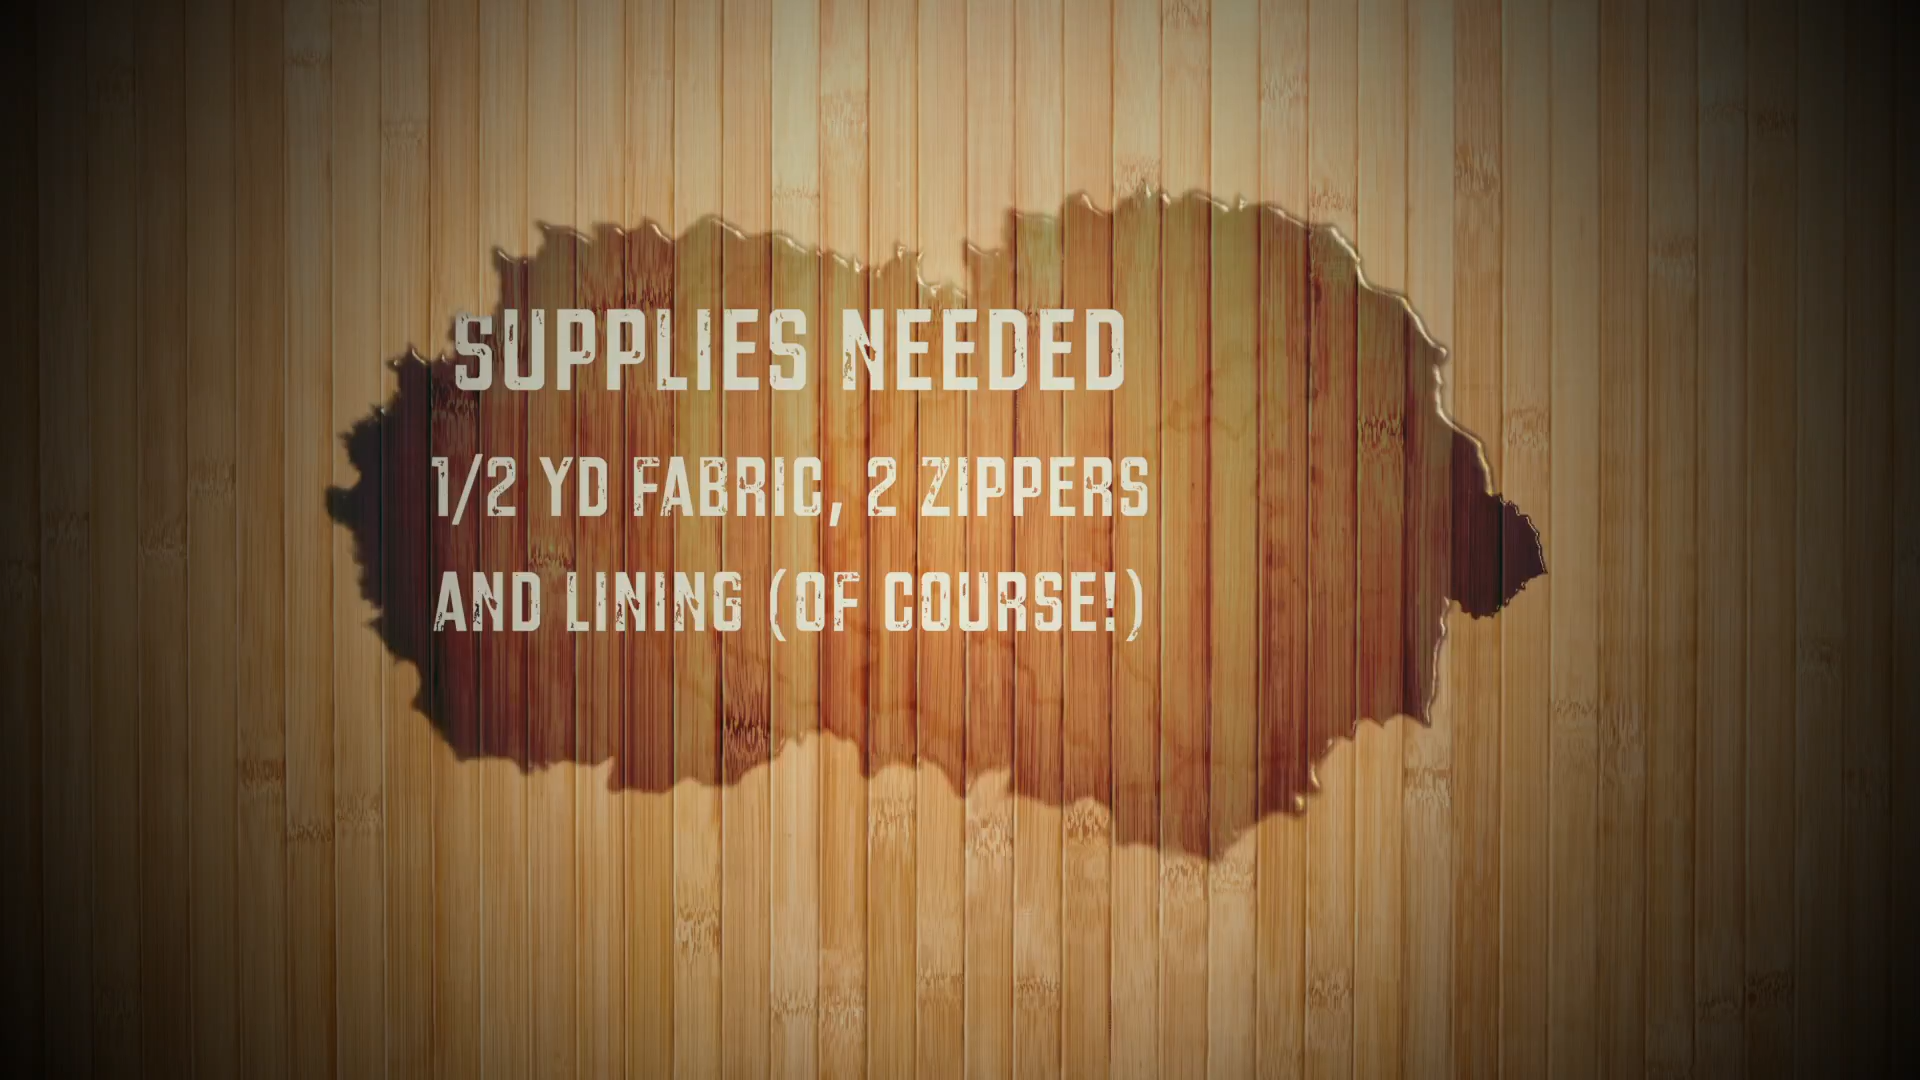 SUPPLIES NEEDED
1/2 YD FABRIC, 2 ZIPPERS
AND LINING (OF COURSE!)